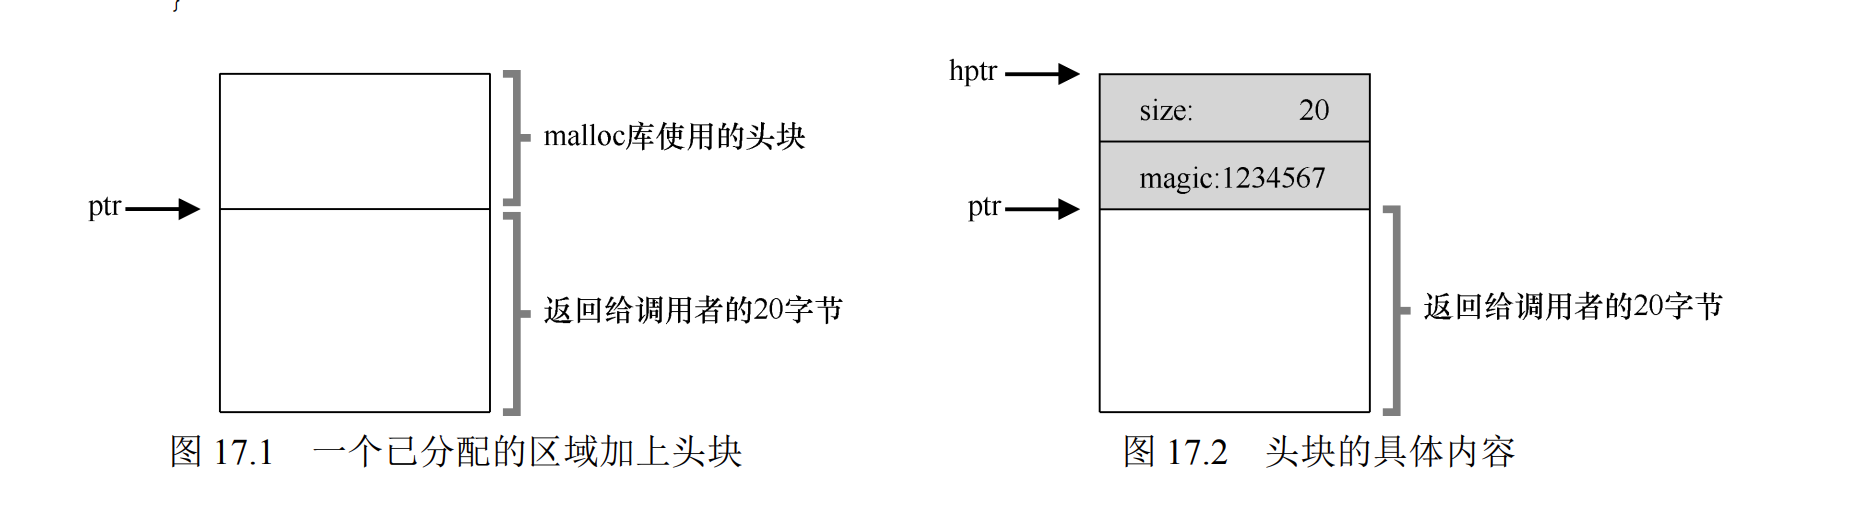 }
malloc库使用的头块
ptr
返回给调用者的20字节
图 17.1 一个已分配的区域加上头块
hptr
size: 20
magic:1234567
ptr
返回给调用者的20字节
图 17.2 头块的具体内容